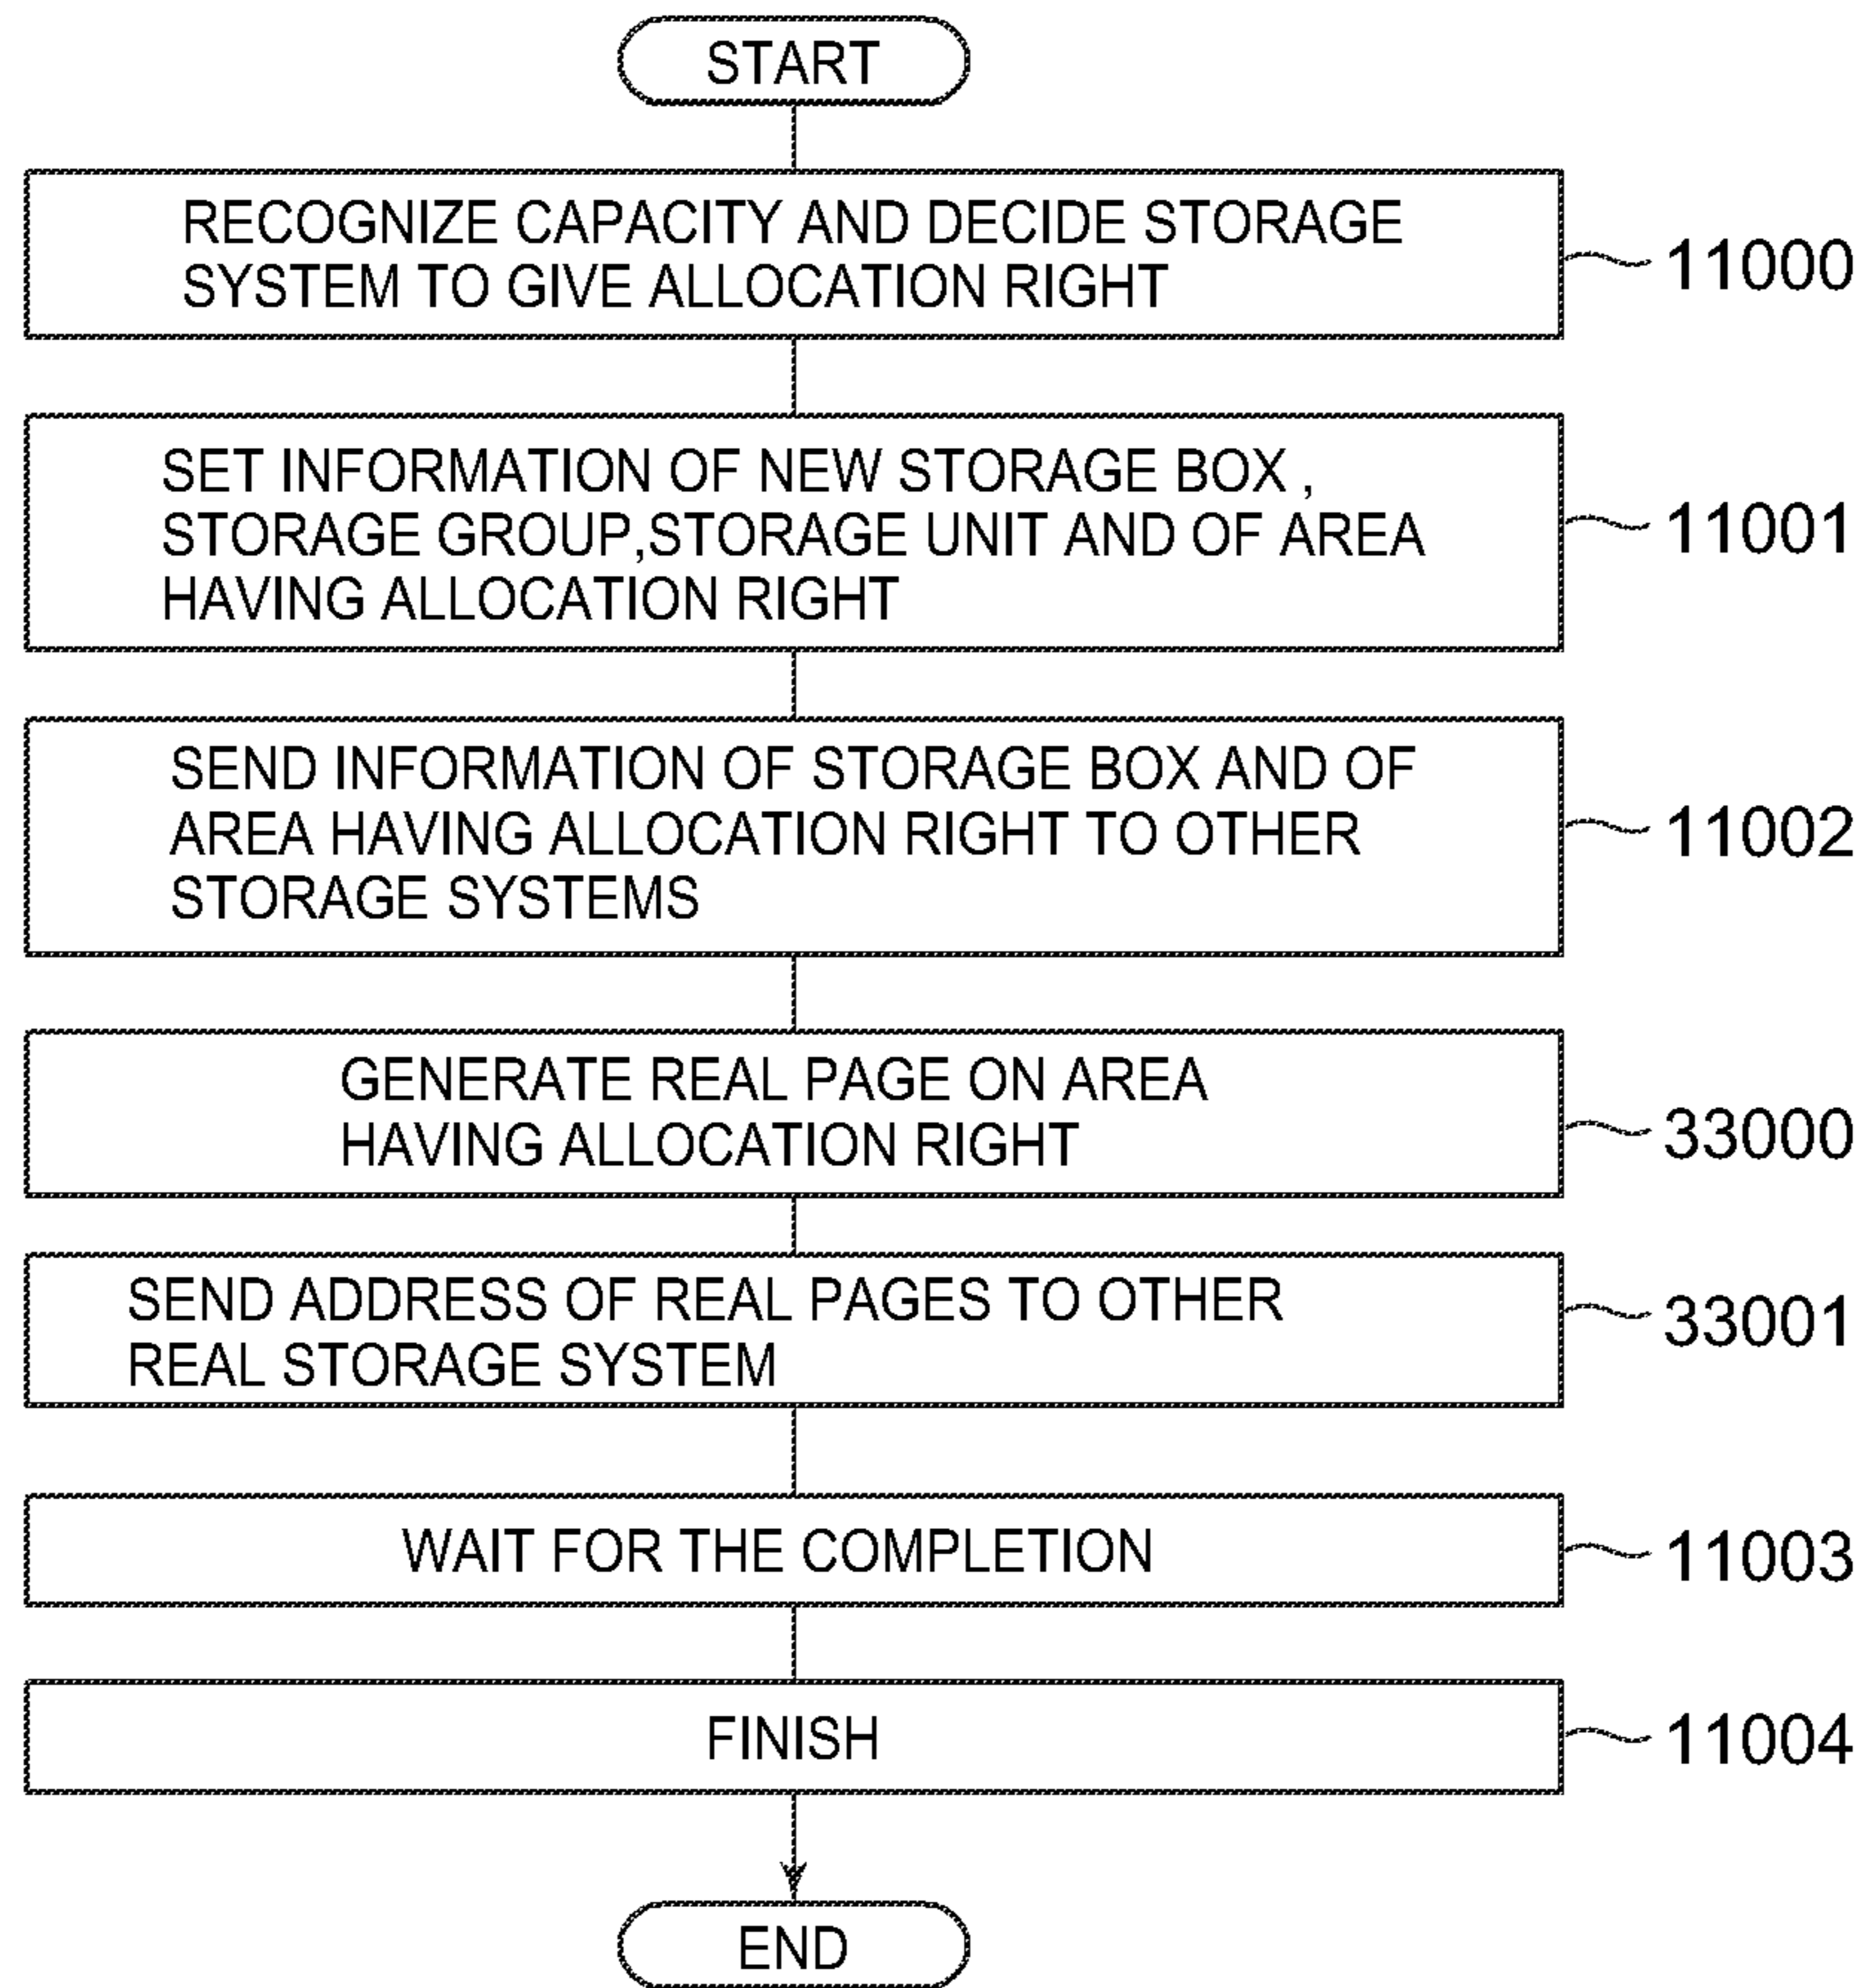 START
RECOGNIZE CAPACITY AND DECIDE STORAGE
SYSTEM TO GIVE ALLOCATION RIGHT
11000
SET INFORMATION OF NEW STORAGE BOX ,
STORAGE GROUP,STORAGE UNIT AND OF AREA
HAVING ALLOCATION RIGHT
11001
SEND INFORMATION OF STORAGE BOX AND OF
AREA HAVING ALLOCATION RIGHT TO OTHER
STORAGE SYSTEMS
11002
GENERATE REAL PAGE ON AREA
HAVING ALLOCATION RIGHT
33000
SEND ADDRESS OF REAL PAGES TO OTHER
REAL STORAGE SYSTEM
33001
WAIT FOR THE COMPLETION
11003
FINISH
11004
END